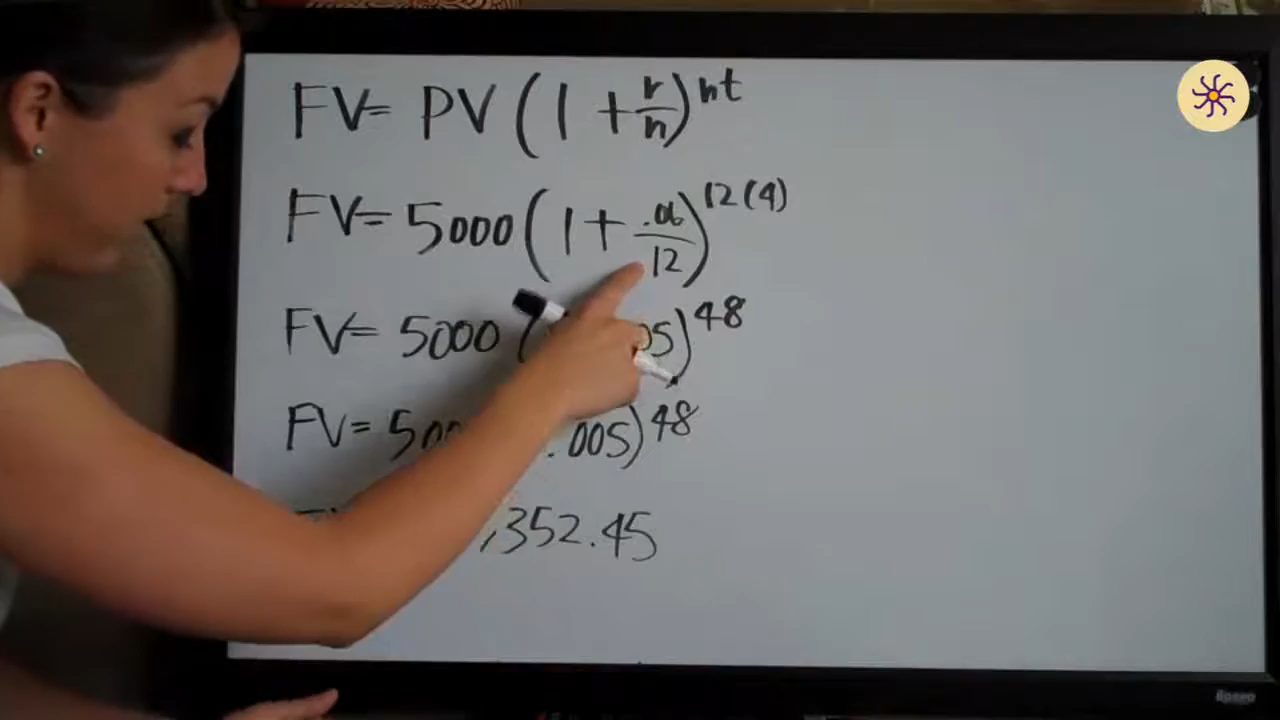 FV= PV (1 + r/n)^nt
FV= 5000 (1 + .06/12)^12(4)
FV= 5000 ( 05)^48
FV= 500 .005)^48
,352.45